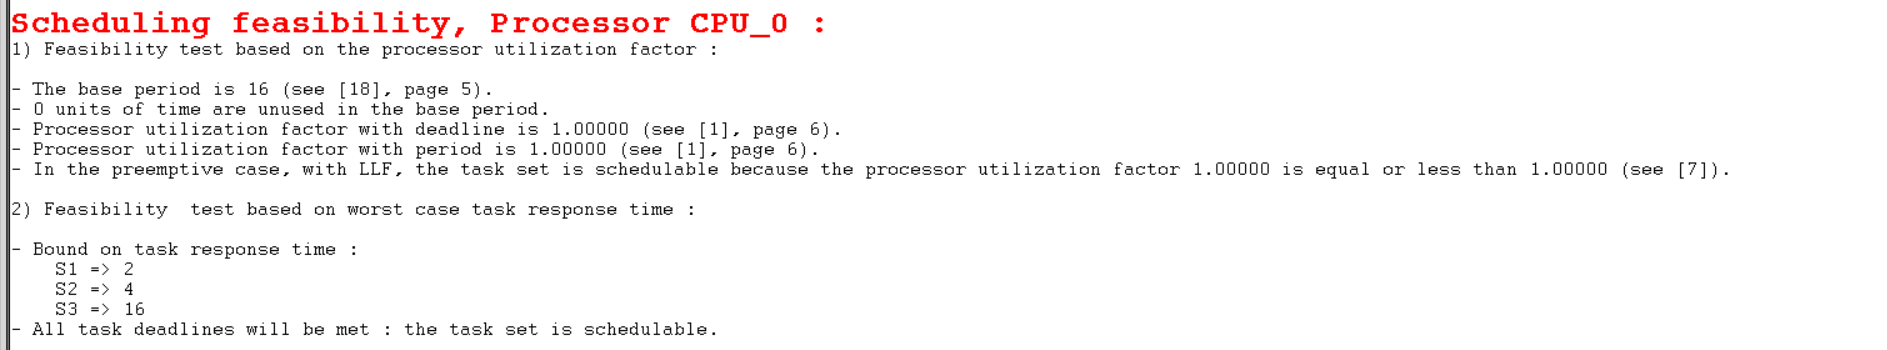 Scheduling feasibility, Processor CPU_0 :
1) Feasibility test based on the processor utilization factor :
- The base period is 16 (see [18], page 5).
- 0 units of time are unused in the base period.
- Processor utilization factor with deadline is 1.00000 (see [1], page 6).
- Processor utilization factor with period is 1.00000 (see [1], page 6).
- In the preemptive case, with LLF, the task set is schedulable because the processor utilization factor 1.00000 is equal or less than 1.00000 (see [7]).
2) Feasibility  test based on worst case task response time :
- Bound on task response time :
S1 => 2
S2 => 4
S3 => 16
- All task deadlines will be met : the task set is schedulable.